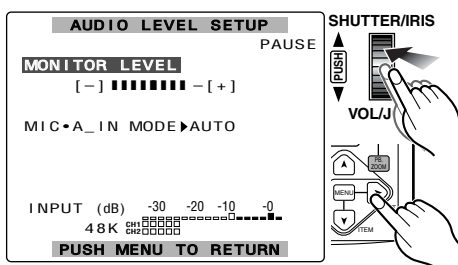 AUDIO LEVEL SETUP
PAUSE
MONITOR LEVEL
[–] –[+]
MIC•A_IN MODE▶AUTO
INPUT (dB) -30 -20 -10 -0
48K CH1
CH2
PUSH MENU TO RETURN
SHUTTER/IRIS
PUSH
VOL/J
PB.
ZOOM
MENU
ITEM